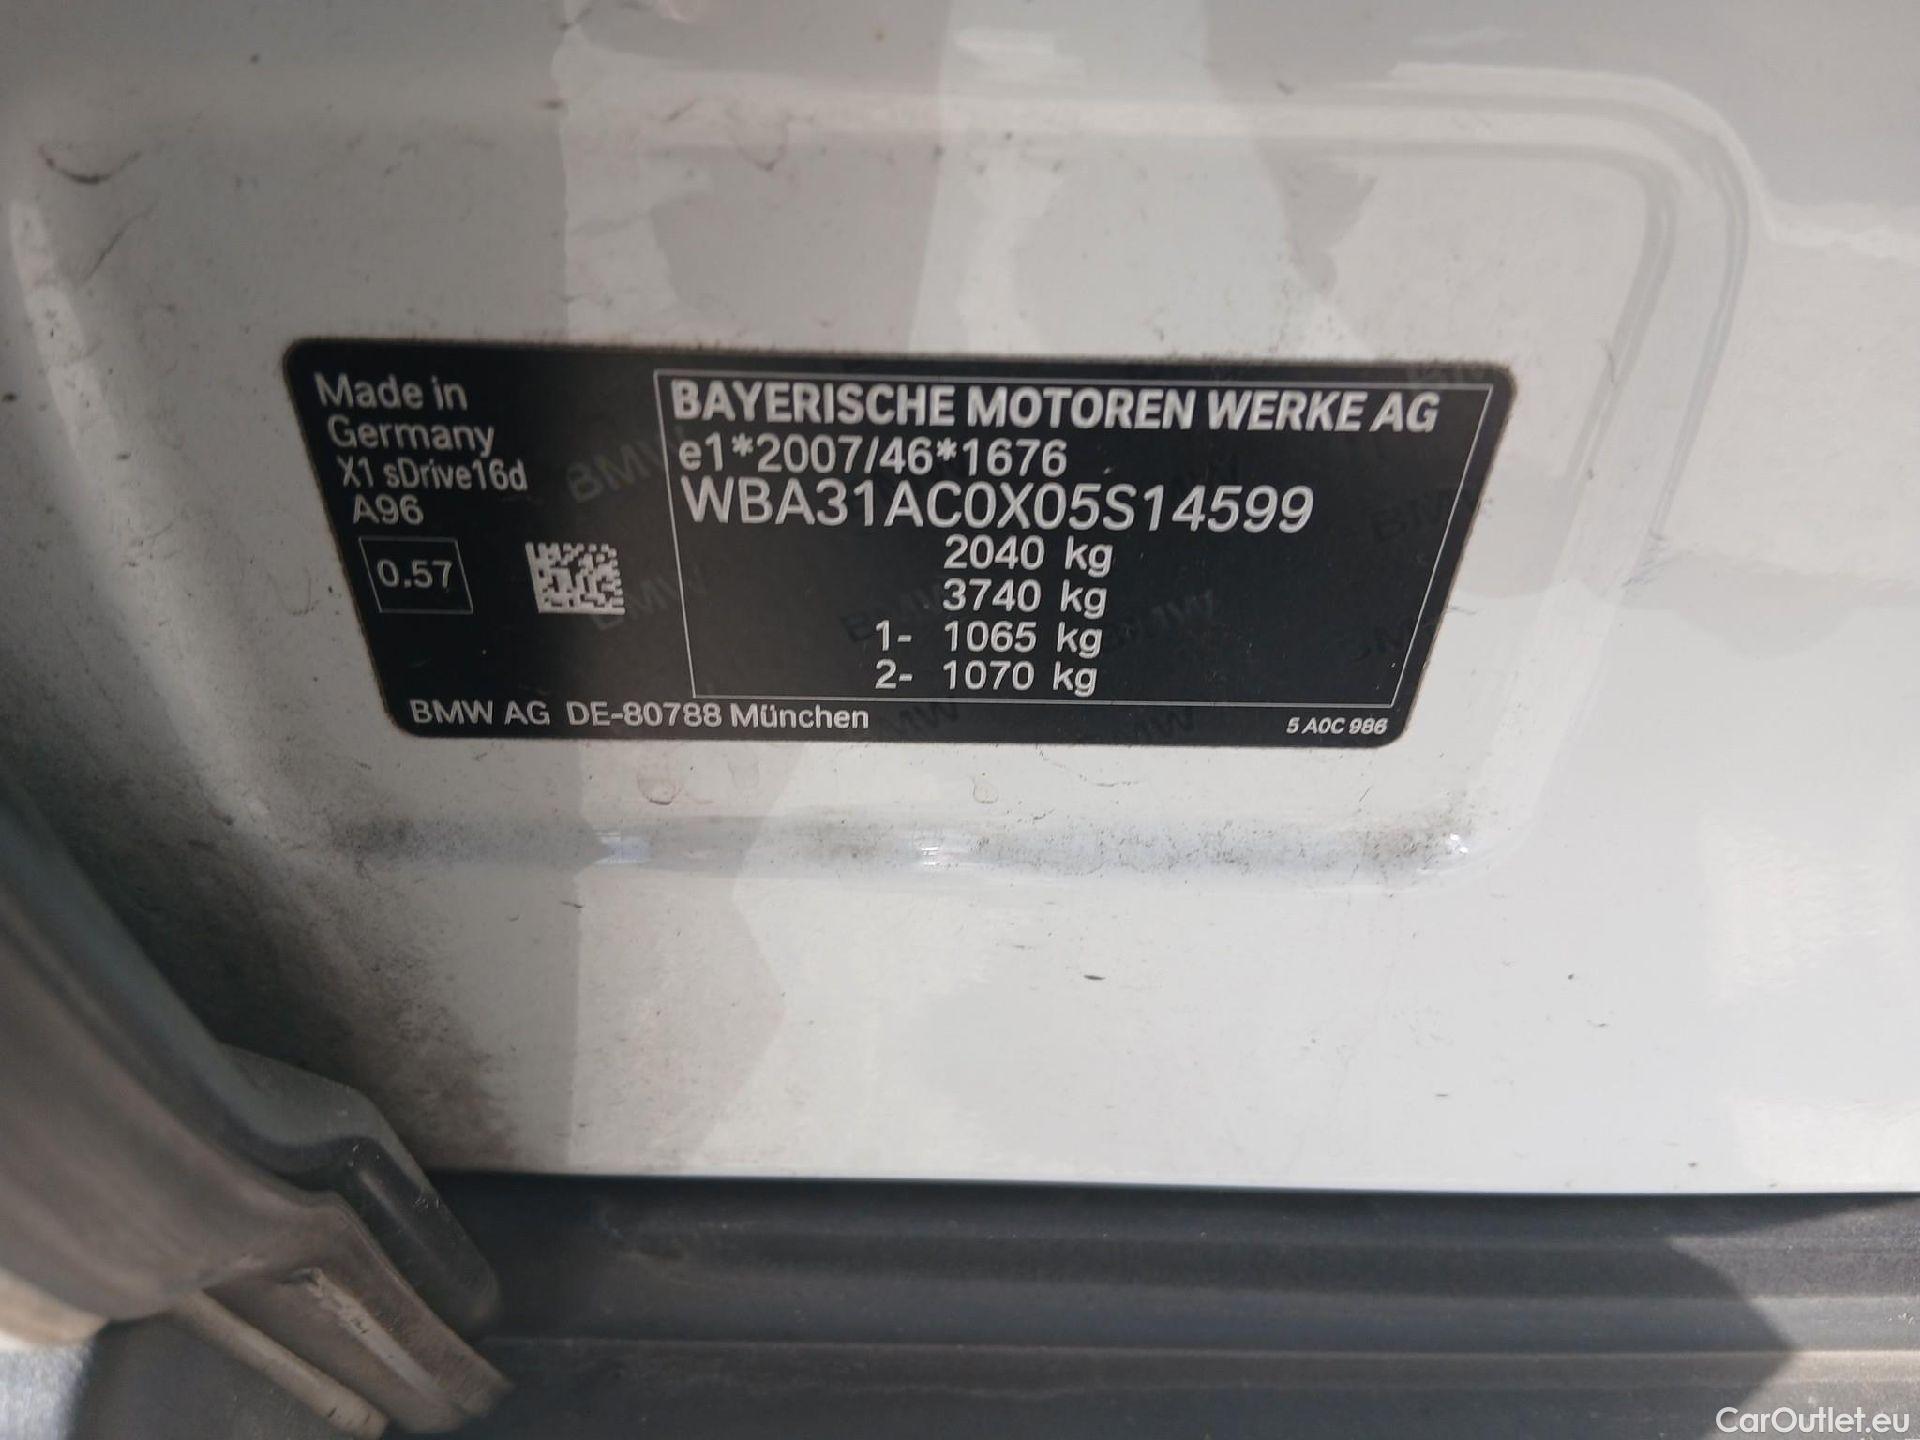 Made in
Germany
X1 sDrive16d
A96
0.57
BAYERISCHE MOTOREN WERKE AG
e1*2007/46*1676
WBA31AC0X05S14599
2040 kg
3740 kg
1- 1065 kg
2- 1070 kg
BMW AG DE-80788 München
5 A0C 986
CarOutlet.eu